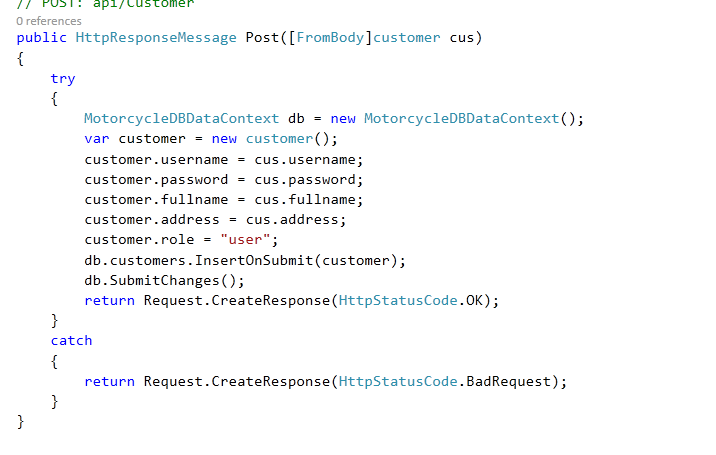 // POST: api/Customer
0 references
public HttpResponseMessage Post([FromBody]customer cus)
{
    try
    {
        MotorcycleDBDataContext db = new MotorcycleDBDataContext();
        var customer = new customer();
        customer.username = cus.username;
        customer.password = cus.password;
        customer.fullname = cus.fullname;
        customer.address = cus.address;
        customer.role = "user";
        db.customers.InsertOnSubmit(customer);
        db.SubmitChanges();
        return Request.CreateResponse(HttpStatusCode.OK);
    }
    catch
    {
        return Request.CreateResponse(HttpStatusCode.BadRequest);
    }
}